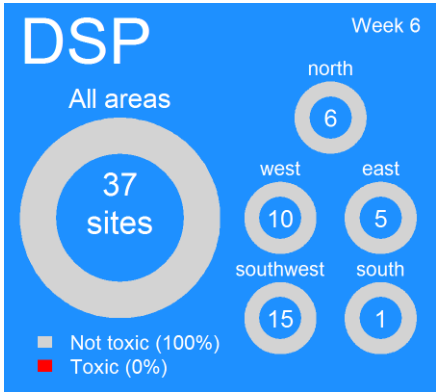 DSP
Week 6
All areas
37
sites
north
6
west
10
east
5
southwest
15
south
1
Not toxic (100%)
Toxic (0%)